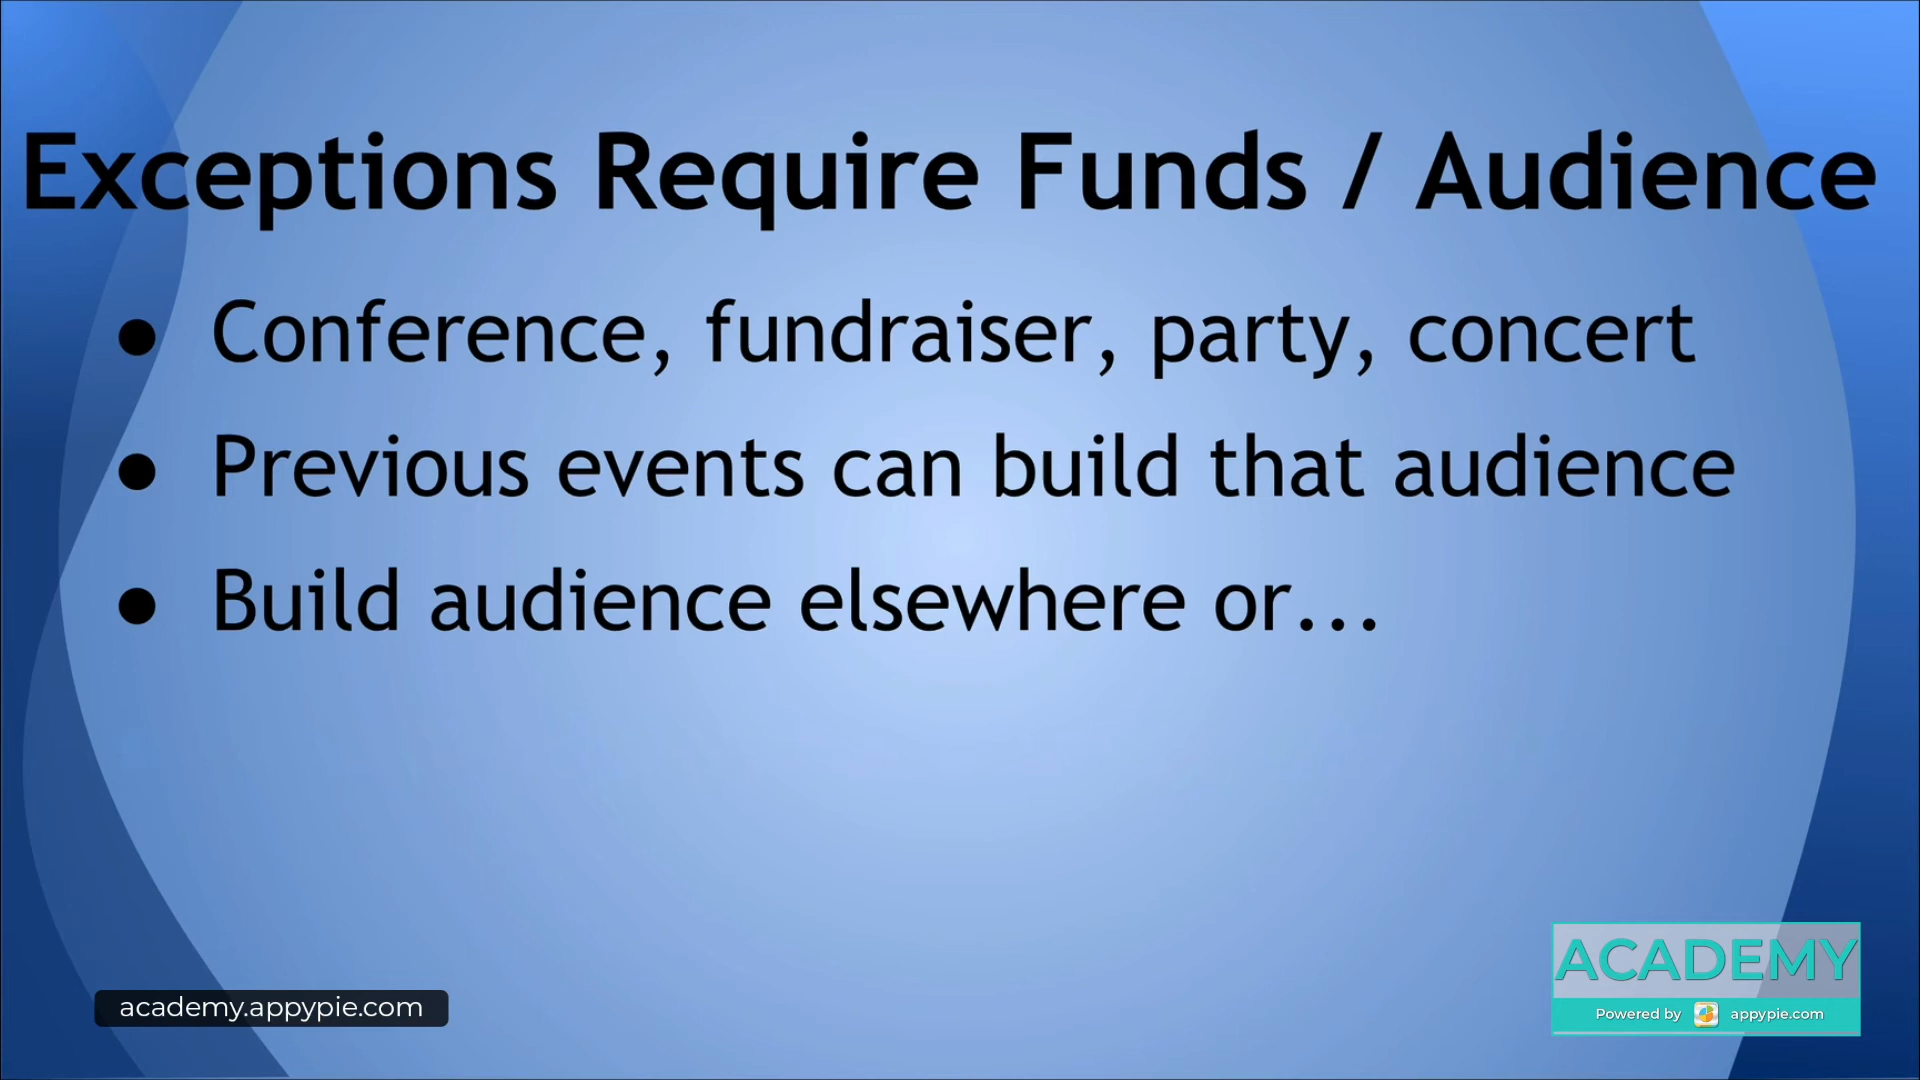 Exceptions Require Funds / Audience
● Conference, fundraiser, party, concert
● Previous events can build that audience
● Build audience elsewhere or...
academy.appypie.com
ACADEMY
Powered by appypie.com